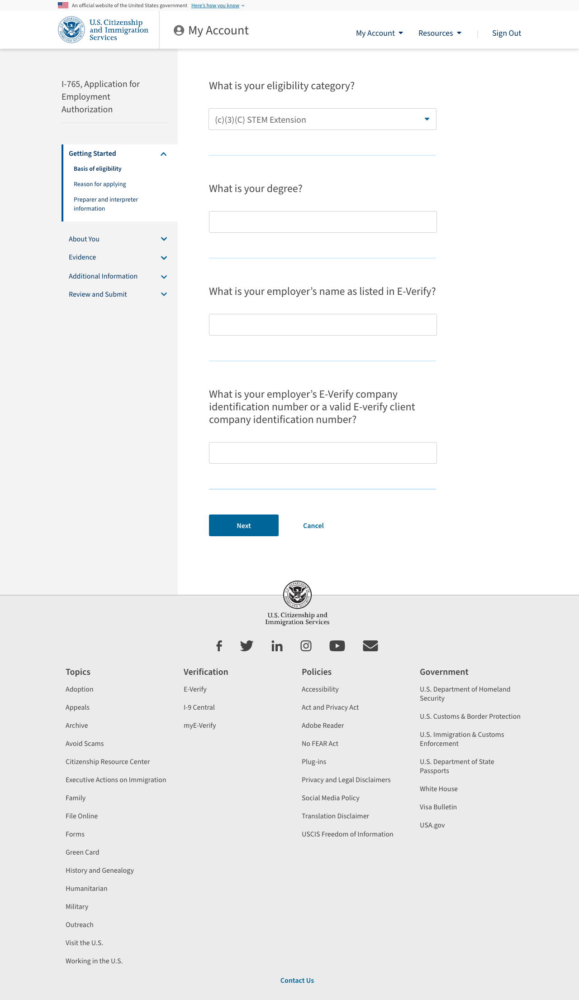 An official website of the United States government Here's how you know
U.S. Citizenship
and Immigration
Services
My Account
My Account
Resources
Sign Out
I-765, Application for
Employment
Authorization
Getting Started
Basis of eligibility
Reason for applying
Preparer and interpreter
information
About You
Evidence
Additional Information
Review and Submit
What is your eligibility category?
(c)(3)(C) STEM Extension
What is your degree?
What is your employer’s name as listed in E-Verify?
What is your employer’s E-Verify company
identification number or a valid E-verify client
company identification number?
Next
Cancel
U.S. DEPARTMENT OF
HOMELAND SECURITY
U.S. Citizenship and
Immigration Services
Topics
Adoption
Appeals
Archive
Avoid Scams
Citizenship Resource Center
Executive Actions on Immigration
Family
File Online
Forms
Green Card
History and Genealogy
Humanitarian
Military
Outreach
Visit the U.S.
Working in the U.S.
Verification
E-Verify
I-9 Central
myE-Verify
Policies
Accessibility
Act and Privacy Act
Adobe Reader
No FEAR Act
Plug-ins
Privacy and Legal Disclaimers
Social Media Policy
Translation Disclaimer
USCIS Freedom of Information
Government
U.S. Department of Homeland
Security
U.S. Customs & Border Protection
U.S. Immigration & Customs
Enforcement
U.S. Department of State
Passports
White House
Visa Bulletin
USA.gov
Contact Us